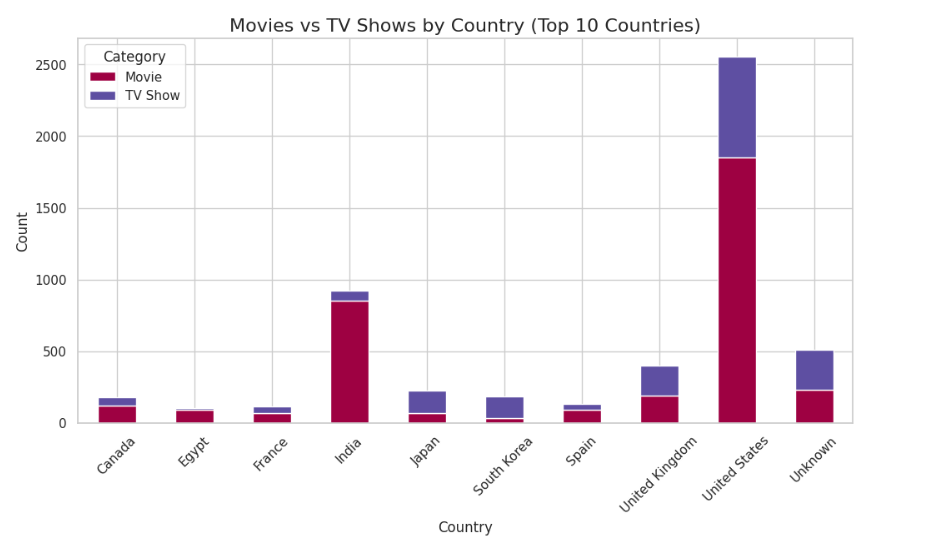 Movies vs TV Shows by Country (Top 10 Countries)
Category
Movie
TV Show
2500
2000
1500
1000
500
0
Count
Canada
Egypt
France
India
Japan
South Korea
Spain
United Kingdom
United States
Unknown
Country